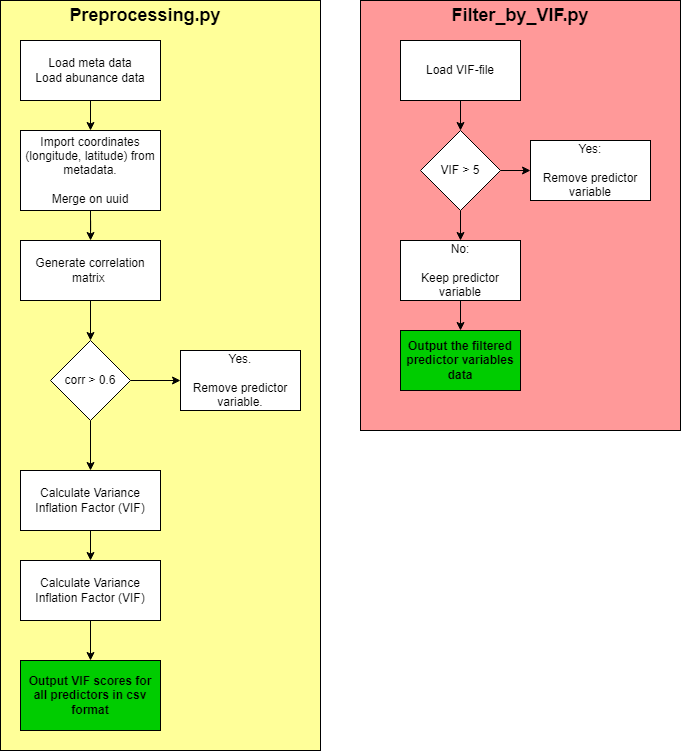 Preprocessing.py
Load meta data
Load abunance data
Import coordinates
(longitude, latitude) from
metadata.
Merge on uuid
Generate correlation
matrix
corr > 0.6
Yes.
Remove predictor
variable.
Calculate Variance
Inflation Factor (VIF)
Calculate Variance
Inflation Factor (VIF)
Output VIF scores for
all predictors in csv
format
Filter_by_VIF.py
Load VIF-file
VIF > 5
Yes:
Remove predictor
variable
No:
Keep predictor
variable
Output the filtered
predictor variables
data